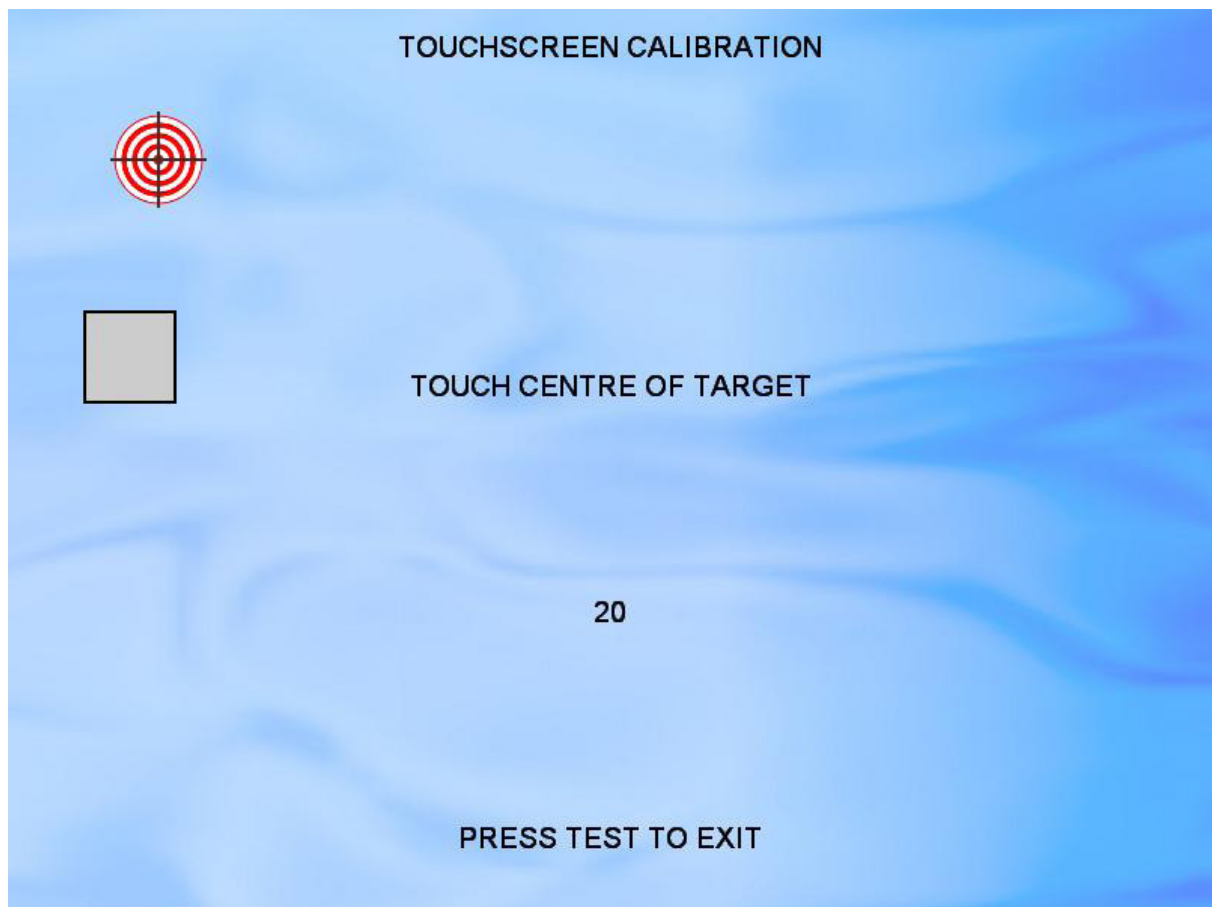 TOUCHSCREEN CALIBRATION
TOUCH CENTRE OF TARGET
20
PRESS TEST TO EXIT